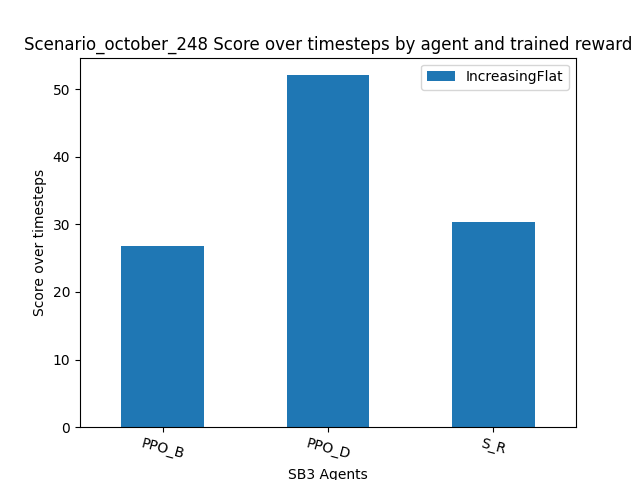 Scenario_october_248 Score over timesteps by agent and trained reward
IncreasingFlat
50
40
30
20
10
0
Score over timesteps
PPO_B
PPO_D
S_R
SB3 Agents